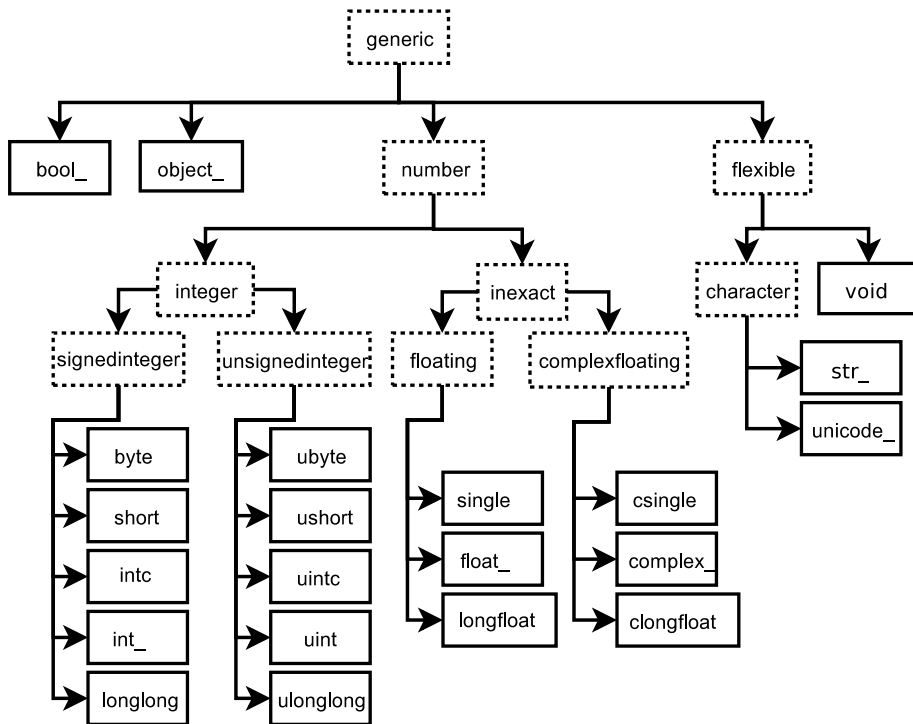 generic
bool_
object_
number
flexible
integer
inexact
character
void
signedinteger
unsignedinteger
floating
complexfloating
str_
unicode_
byte
ubyte
short
ushort
single
csingle
intc
uintc
float_
complex_
int_
uint
longfloat
clongfloat
longlong
ulonglong